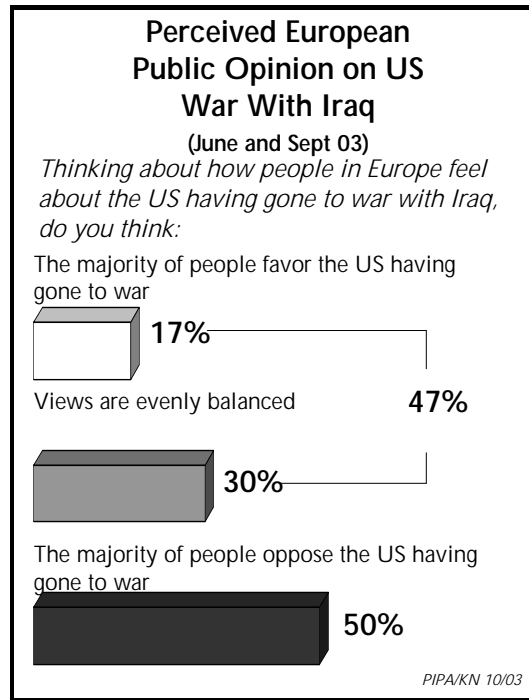 Perceived European
Public Opinion on US
War With Iraq
(June and Sept 03)
Thinking about how people in Europe feel
about the US having gone to war with Iraq,
do you think:
The majority of people favor the US having
gone to war
17%
Views are evenly balanced
47%
30%
The majority of people oppose the US having
gone to war
50%
PIPA/KN 10/03